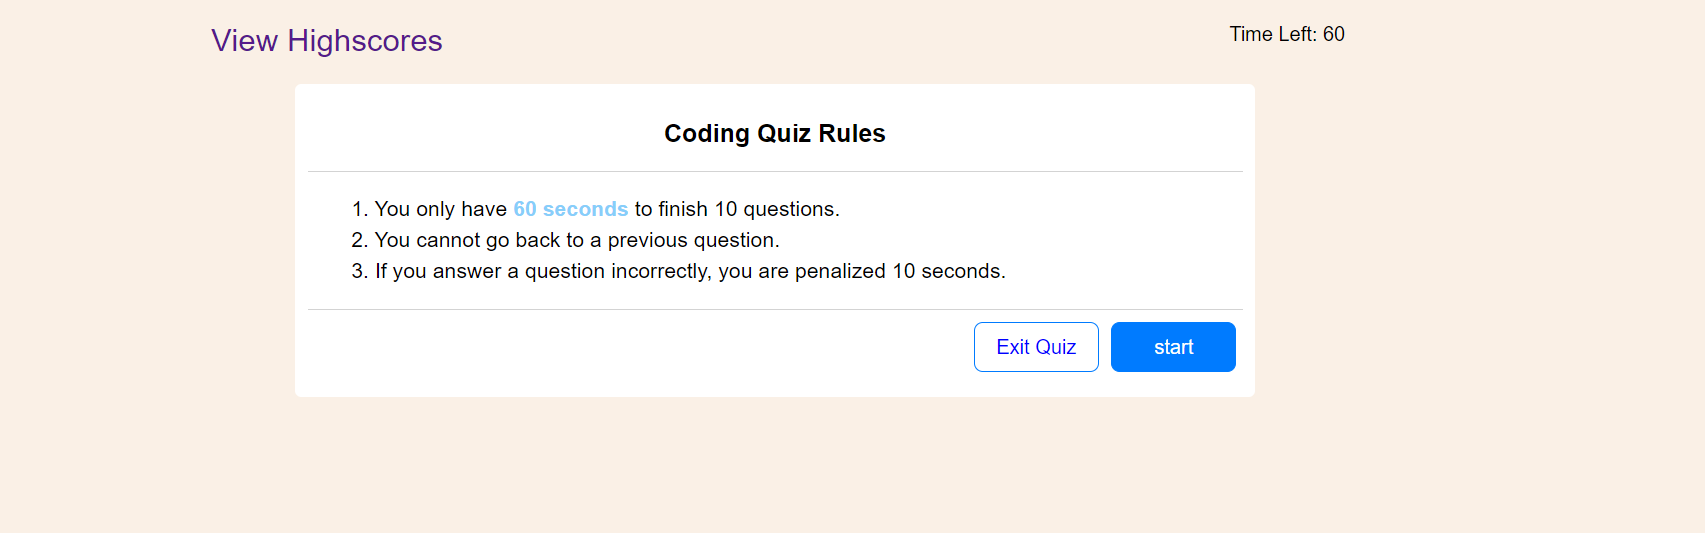 View Highscores
Time Left: 60
Coding Quiz Rules
1. You only have 60 seconds to finish 10 questions.
2. You cannot go back to a previous question.
3. If you answer a question incorrectly, you are penalized 10 seconds.
Exit Quiz
start